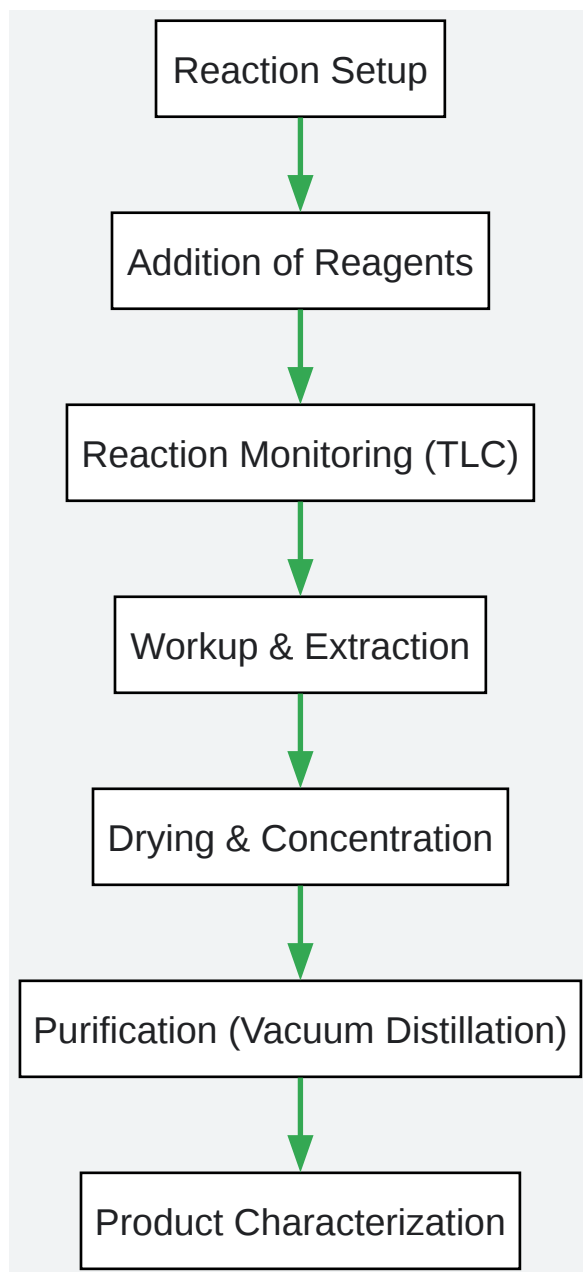 Reaction Setup
Addition of Reagents
Reaction Monitoring (TLC)
Workup & Extraction
Drying & Concentration
Purification (Vacuum Distillation)
Product Characterization